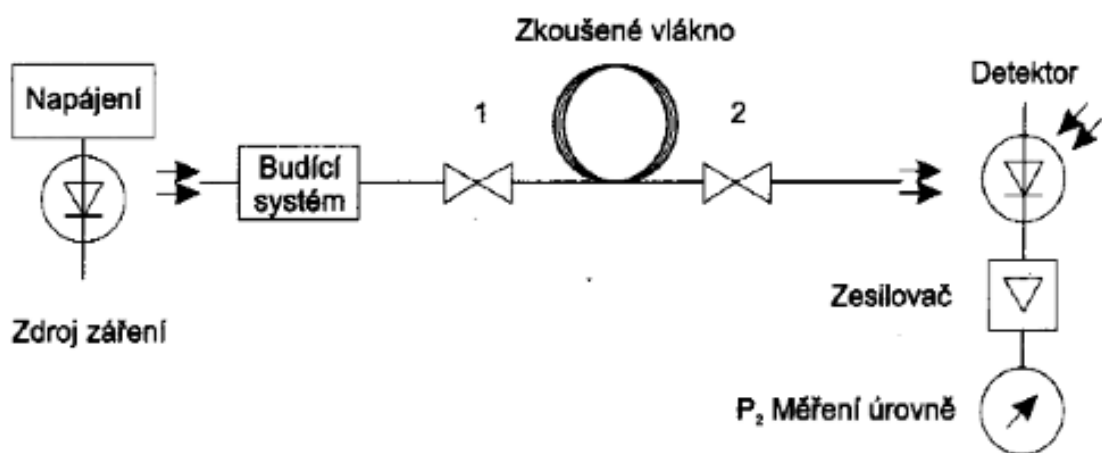 Zkoušené vlákno
Napájení
Detektor
1
2
Budící
systém
Zesilovač
Zdroj záření
P₂ Měření úrovně